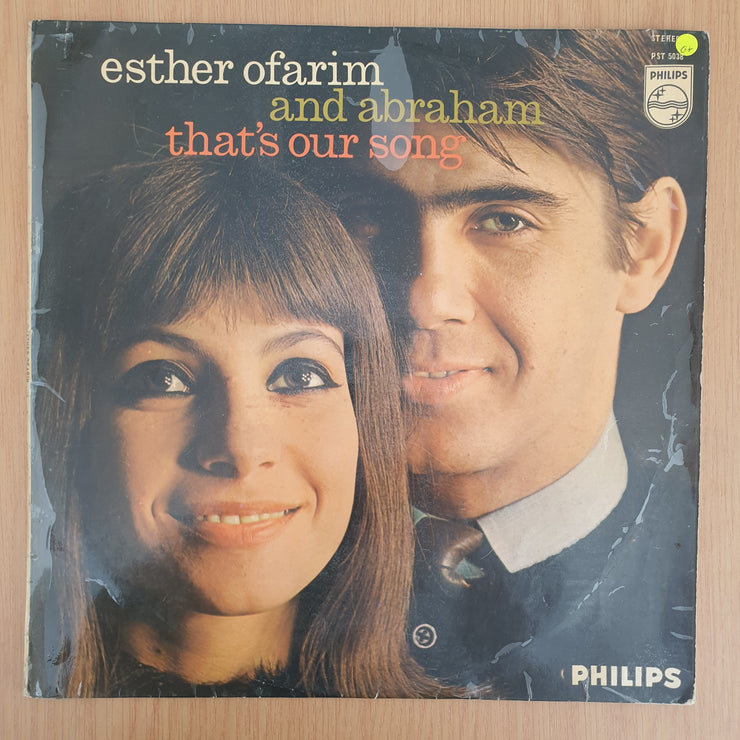 esther ofarim
and abraham
that's our song
STEREO
PST 5038
PHILIPS
PHILIPS